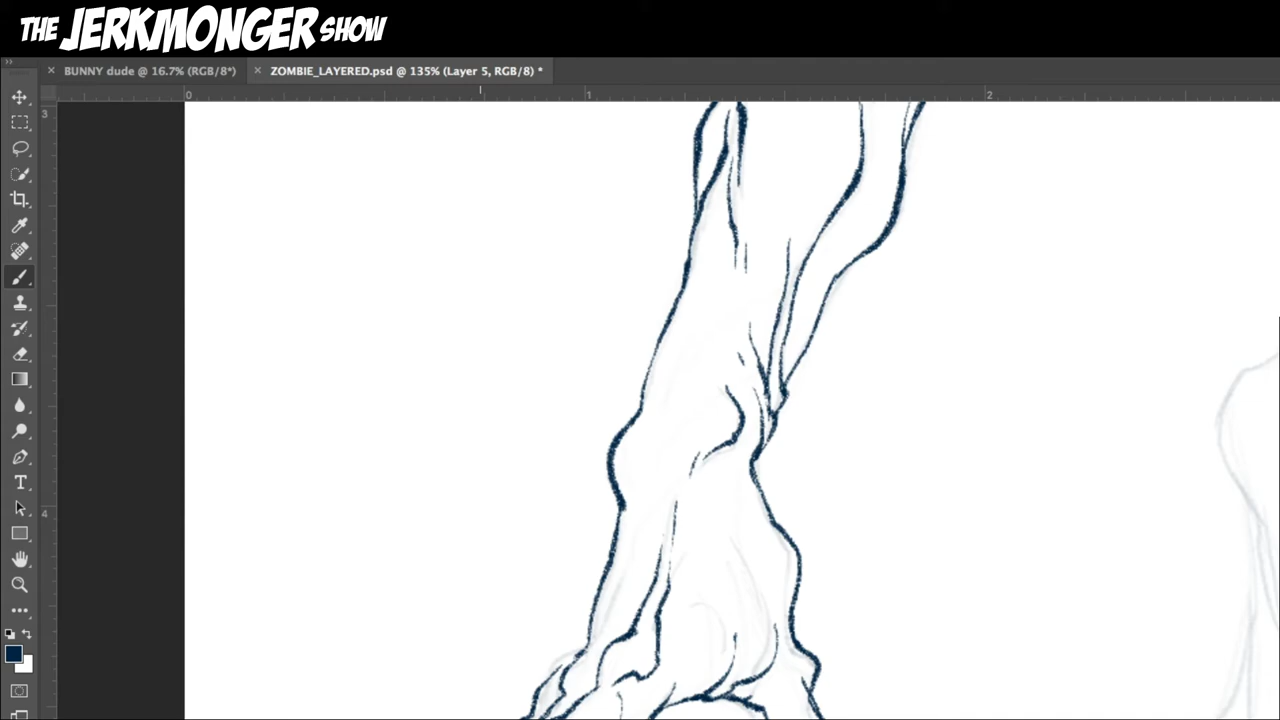 THE JERKMONGER SHOW
BUNNY dude @ 16.7% (RGB/8*)
ZOMBIE_LAYERED.psd @ 135% (Layer 5, RGB/8) *
0 1 2
3
4